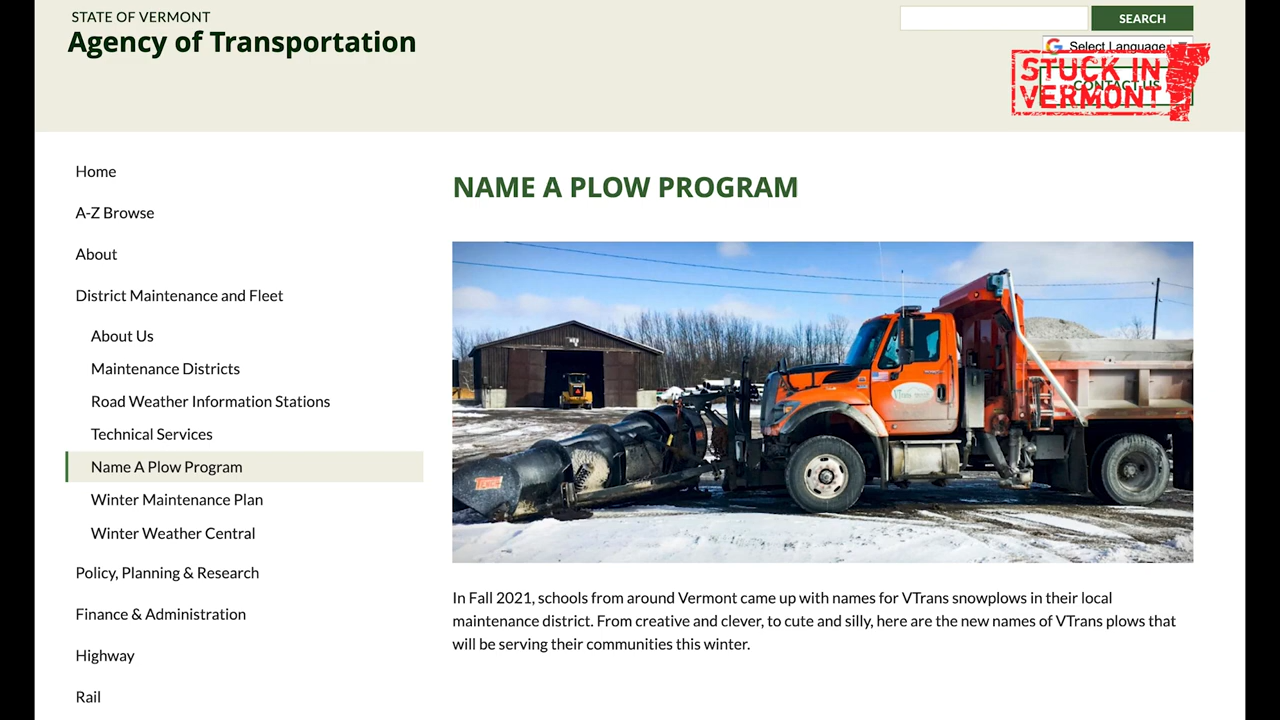 STATE OF VERMONT
Agency of Transportation
SEARCH
Select Language
CONTACT US
STUCK IN
VERMONT
Home
A-Z Browse
About
District Maintenance and Fleet
About Us
Maintenance Districts
Road Weather Information Stations
Technical Services
Name A Plow Program
Winter Maintenance Plan
Winter Weather Central
Policy, Planning & Research
Finance & Administration
Highway
Rail
NAME A PLOW PROGRAM
VTrans
In Fall 2021, schools from around Vermont came up with names for VTrans snowplows in their local
maintenance district. From creative and clever, to cute and silly, here are the new names of VTrans plows that
will be serving their communities this winter.